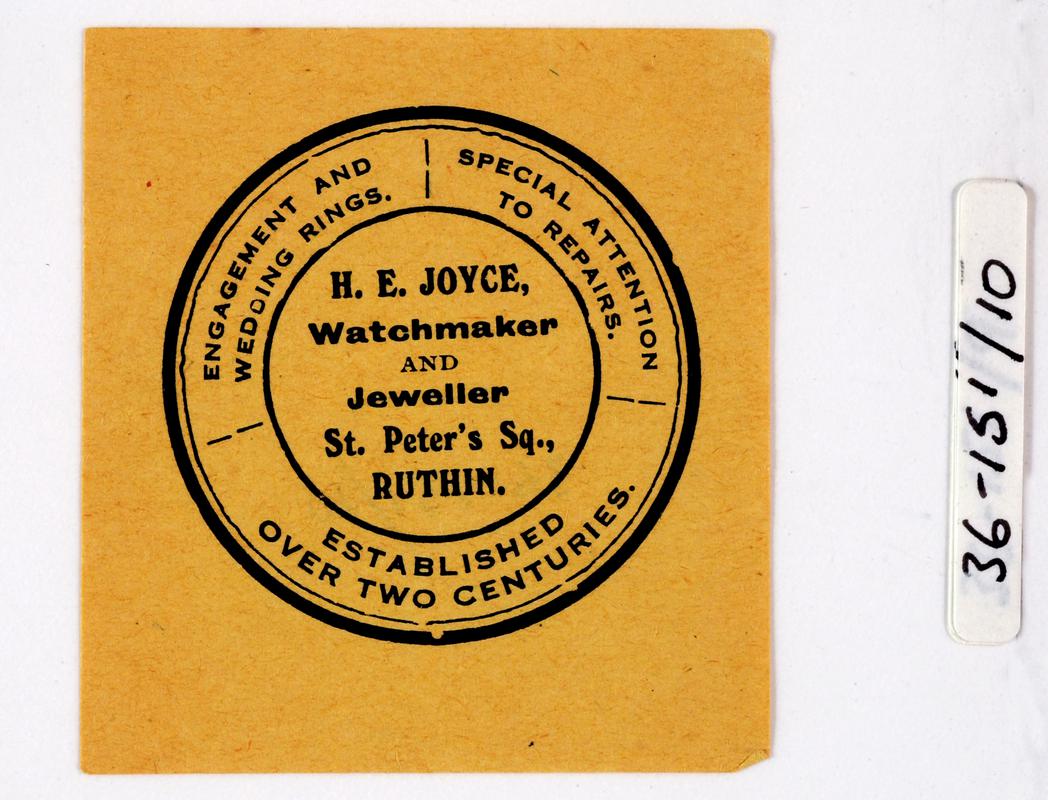 ENGAGEMENT AND
WEDDING RINGS.
SPECIAL ATTENTION
TO REPAIRS.
H. E. JOYCE,
Watchmaker
AND
Jeweller
St. Peter's Sq.,
RUTHIN.
ESTABLISHED
OVER TWO CENTURIES.
36-151/10